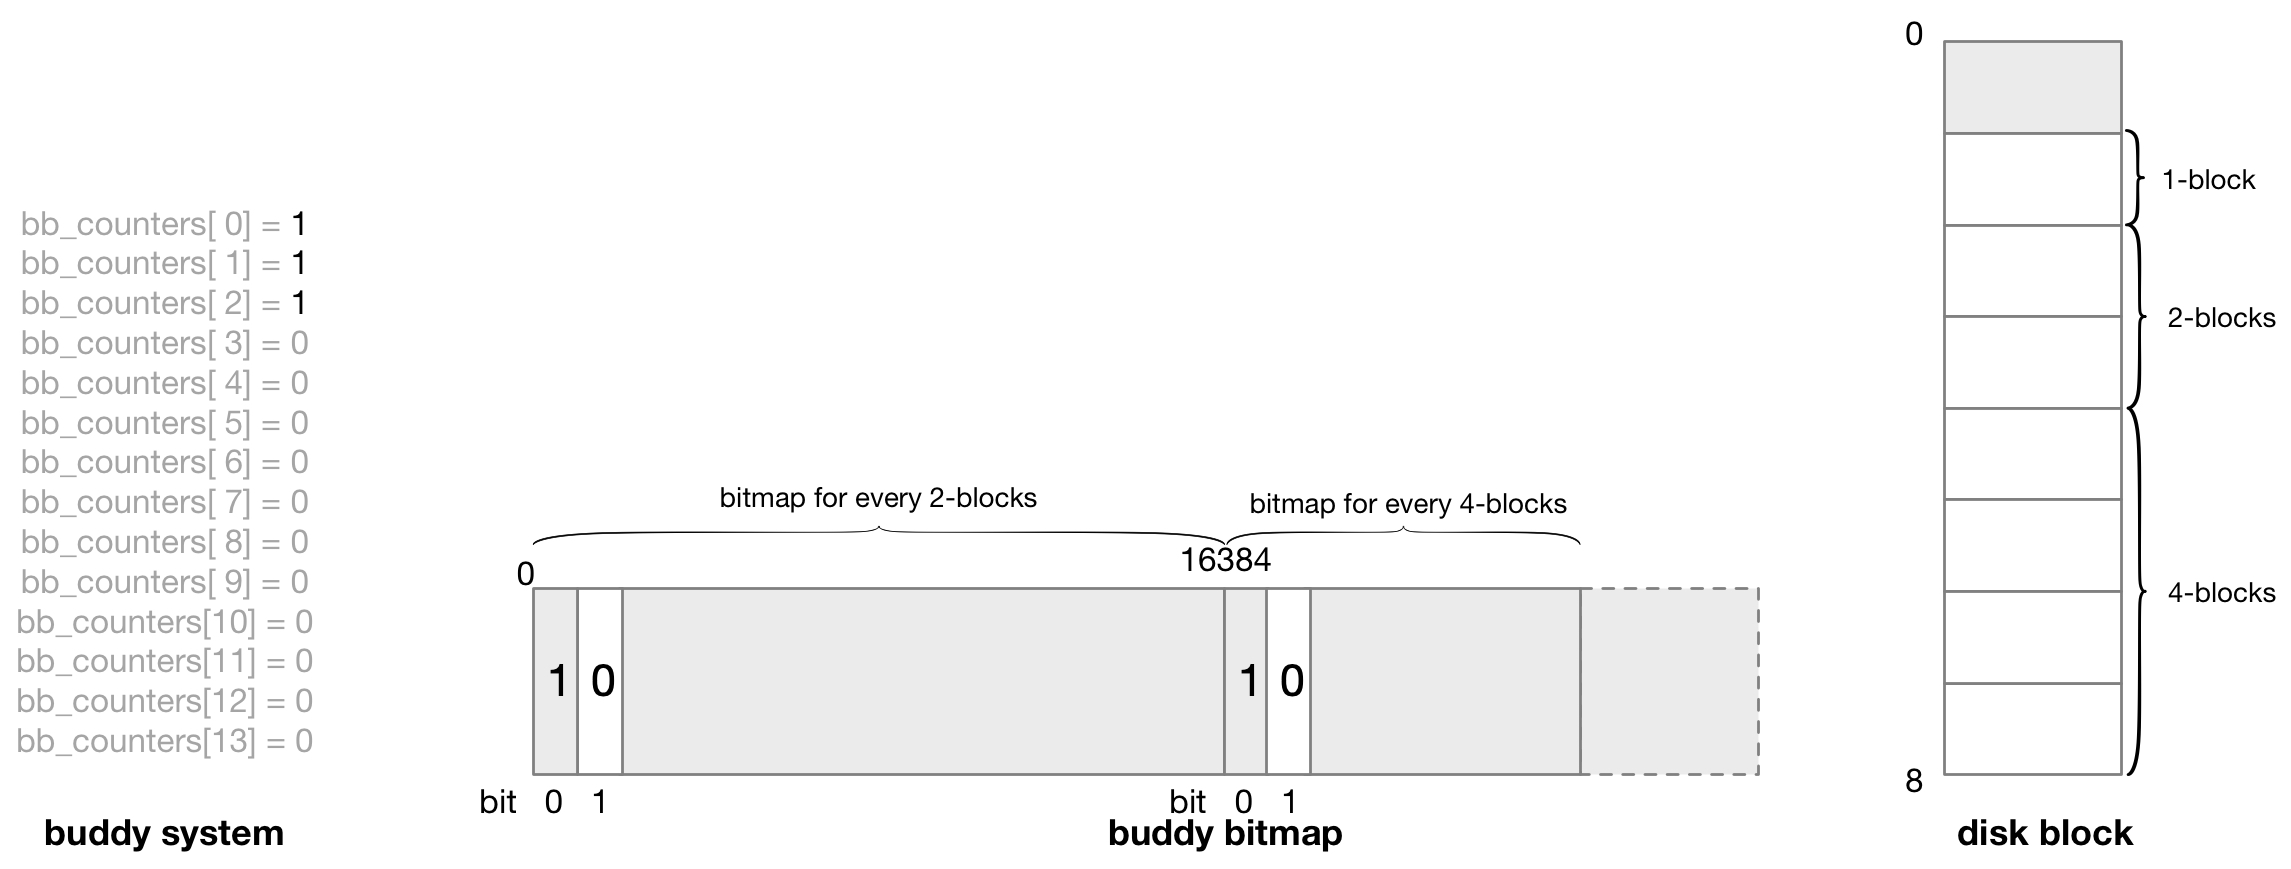 0
1-block
2-blocks
4-blocks
8
disk block
bb_counters[ 0] = 1
bb_counters[ 1] = 1
bb_counters[ 2] = 1
bb_counters[ 3] = 0
bb_counters[ 4] = 0
bb_counters[ 5] = 0
bb_counters[ 6] = 0
bb_counters[ 7] = 0
bb_counters[ 8] = 0
bb_counters[ 9] = 0
bb_counters[10] = 0
bb_counters[11] = 0
bb_counters[12] = 0
bb_counters[13] = 0
buddy system
bitmap for every 2-blocks
bitmap for every 4-blocks
0
16384
1 0
1 0
bit 0 1
bit 0 1
buddy bitmap